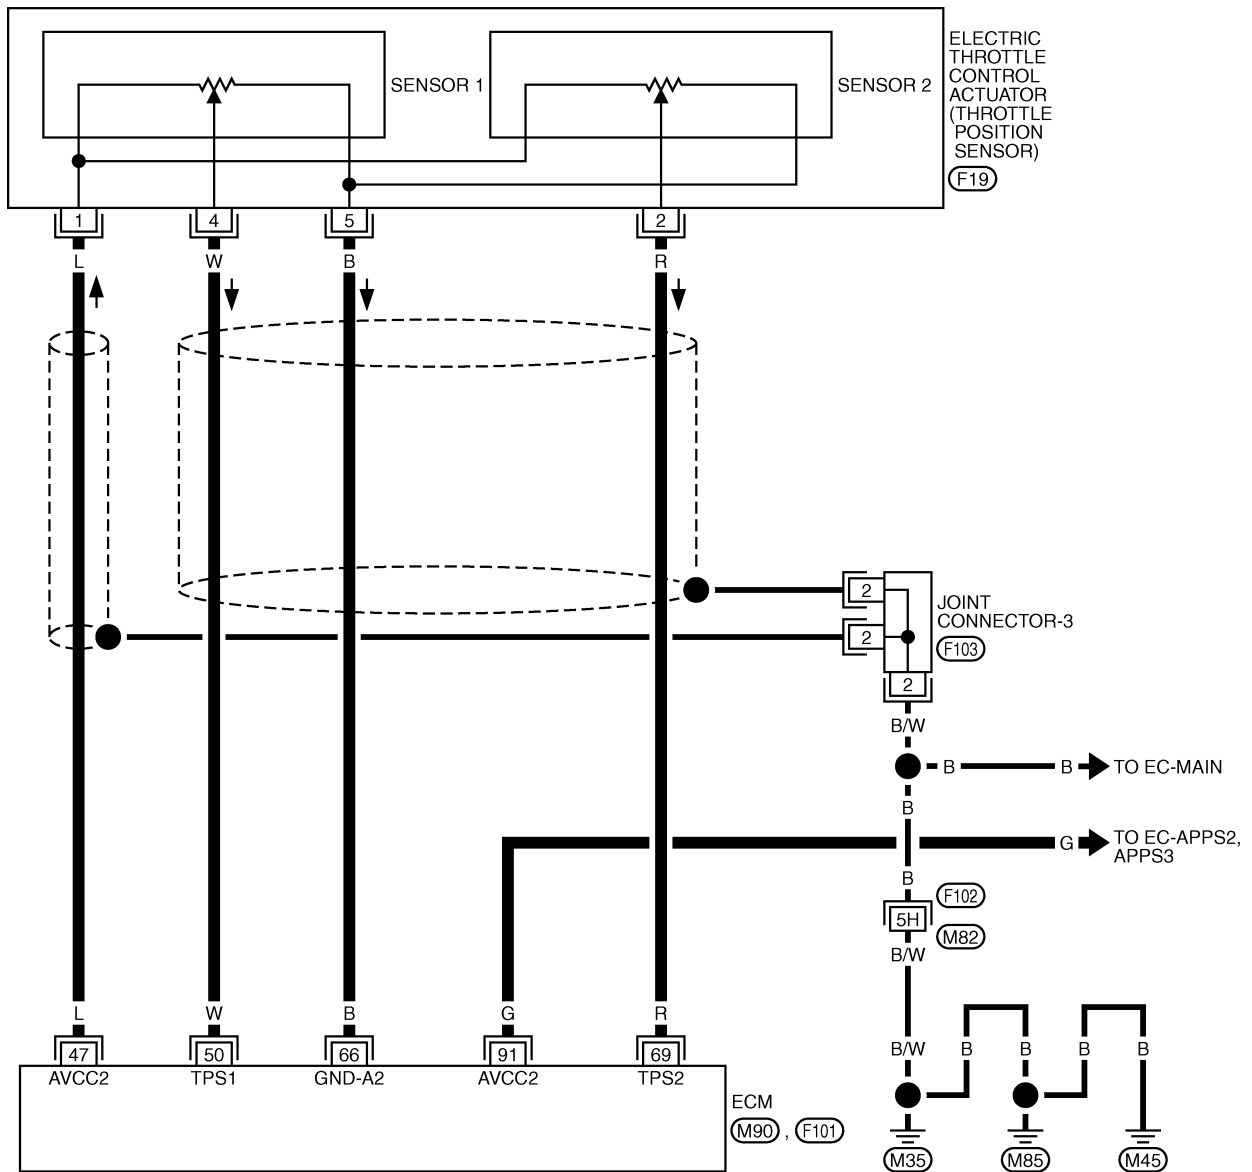 ELECTRIC
THROTTLE
CONTROL
ACTUATOR
(THROTTLE
POSITION
SENSOR)
F19
SENSOR 1
SENSOR 2
1
4
5
2
L
W
B
R
2
2
JOINT
CONNECTOR-3
F103
2
B/W
B
B
TO EC-MAIN
B
G
TO EC-APPS2,
APPS3
B
F102
5H
M82
B/W
L
W
B
G
R
47
50
66
91
69
AVCC2
TPS1
GND-A2
AVCC2
TPS2
B/W
B
B
B
B
ECM
M90 , F101
M35
M85
M45